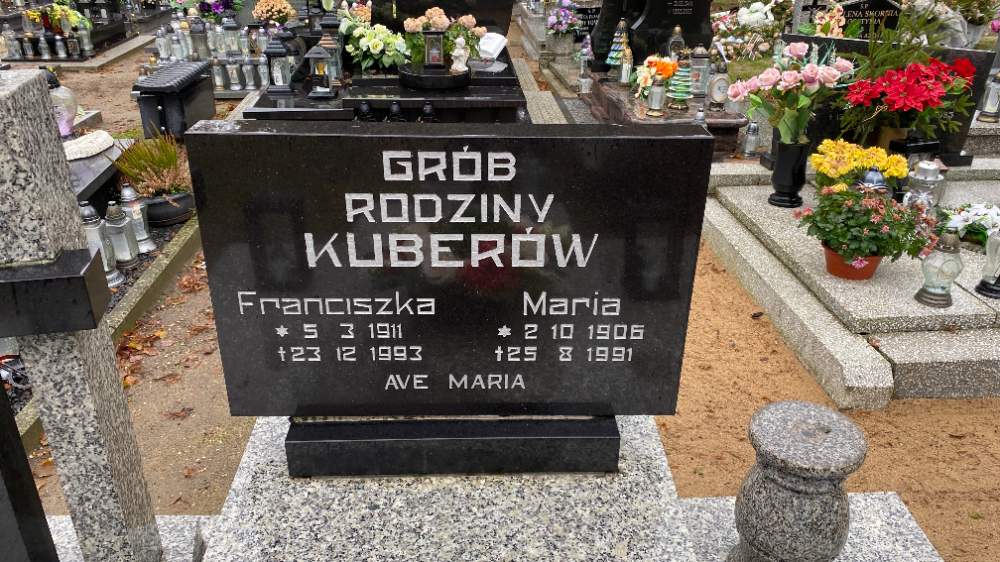 GRÓB
RODZINY
KUBERÓW
Franciszka Maria
* 5 3 1911 * 2 10 1906
†23 12 1993 †25 8 1991
AVE MARIA